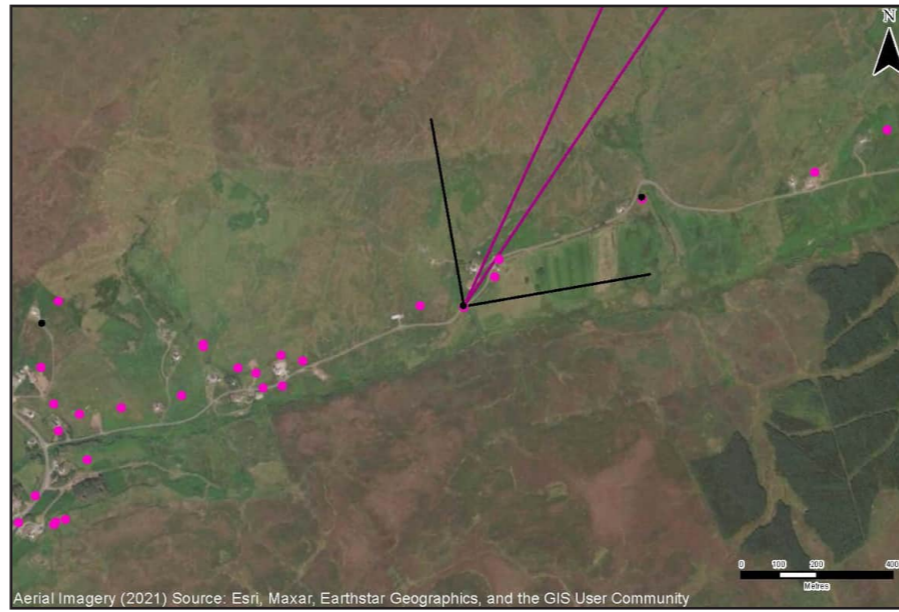 N
0 100 200 400
Metres
Aerial Imagery (2021) Source: Esri, Maxar, Earthstar Geographics, and the GIS User Community